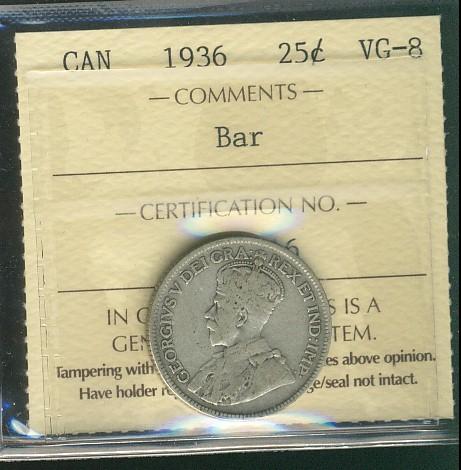 CAN 1936 25¢ VG-8
— COMMENTS —
Bar
— CERTIFICATION NO. —
6
IN S IS A
GEN TEM.
Tampering with es above opinion.
Have holder re e/seal not intact.
GEORGIVS V DEI GRA: REX ET IND: IMP: